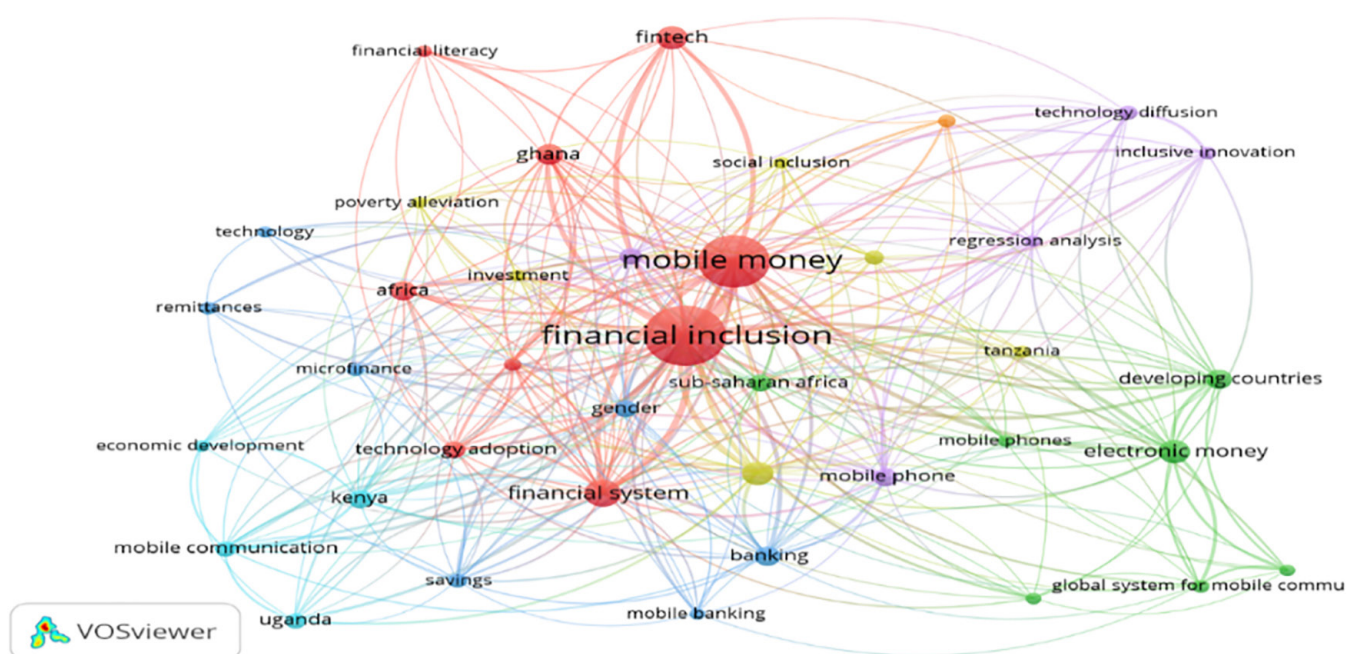 fintech
financial literacy
technology diffusion
inclusive innovation
ghana
social inclusion
poverty alleviation
technology
regression analysis
mobile money
investment
africa
remittances
financial inclusion
tanzania
microfinance
sub-saharan africa
developing countries
gender
mobile phones
economic development
technology adoption
electronic money
mobile phone
financial system
kenya
mobile communication
banking
savings
global system for mobile commu
mobile banking
uganda
VOSviewer